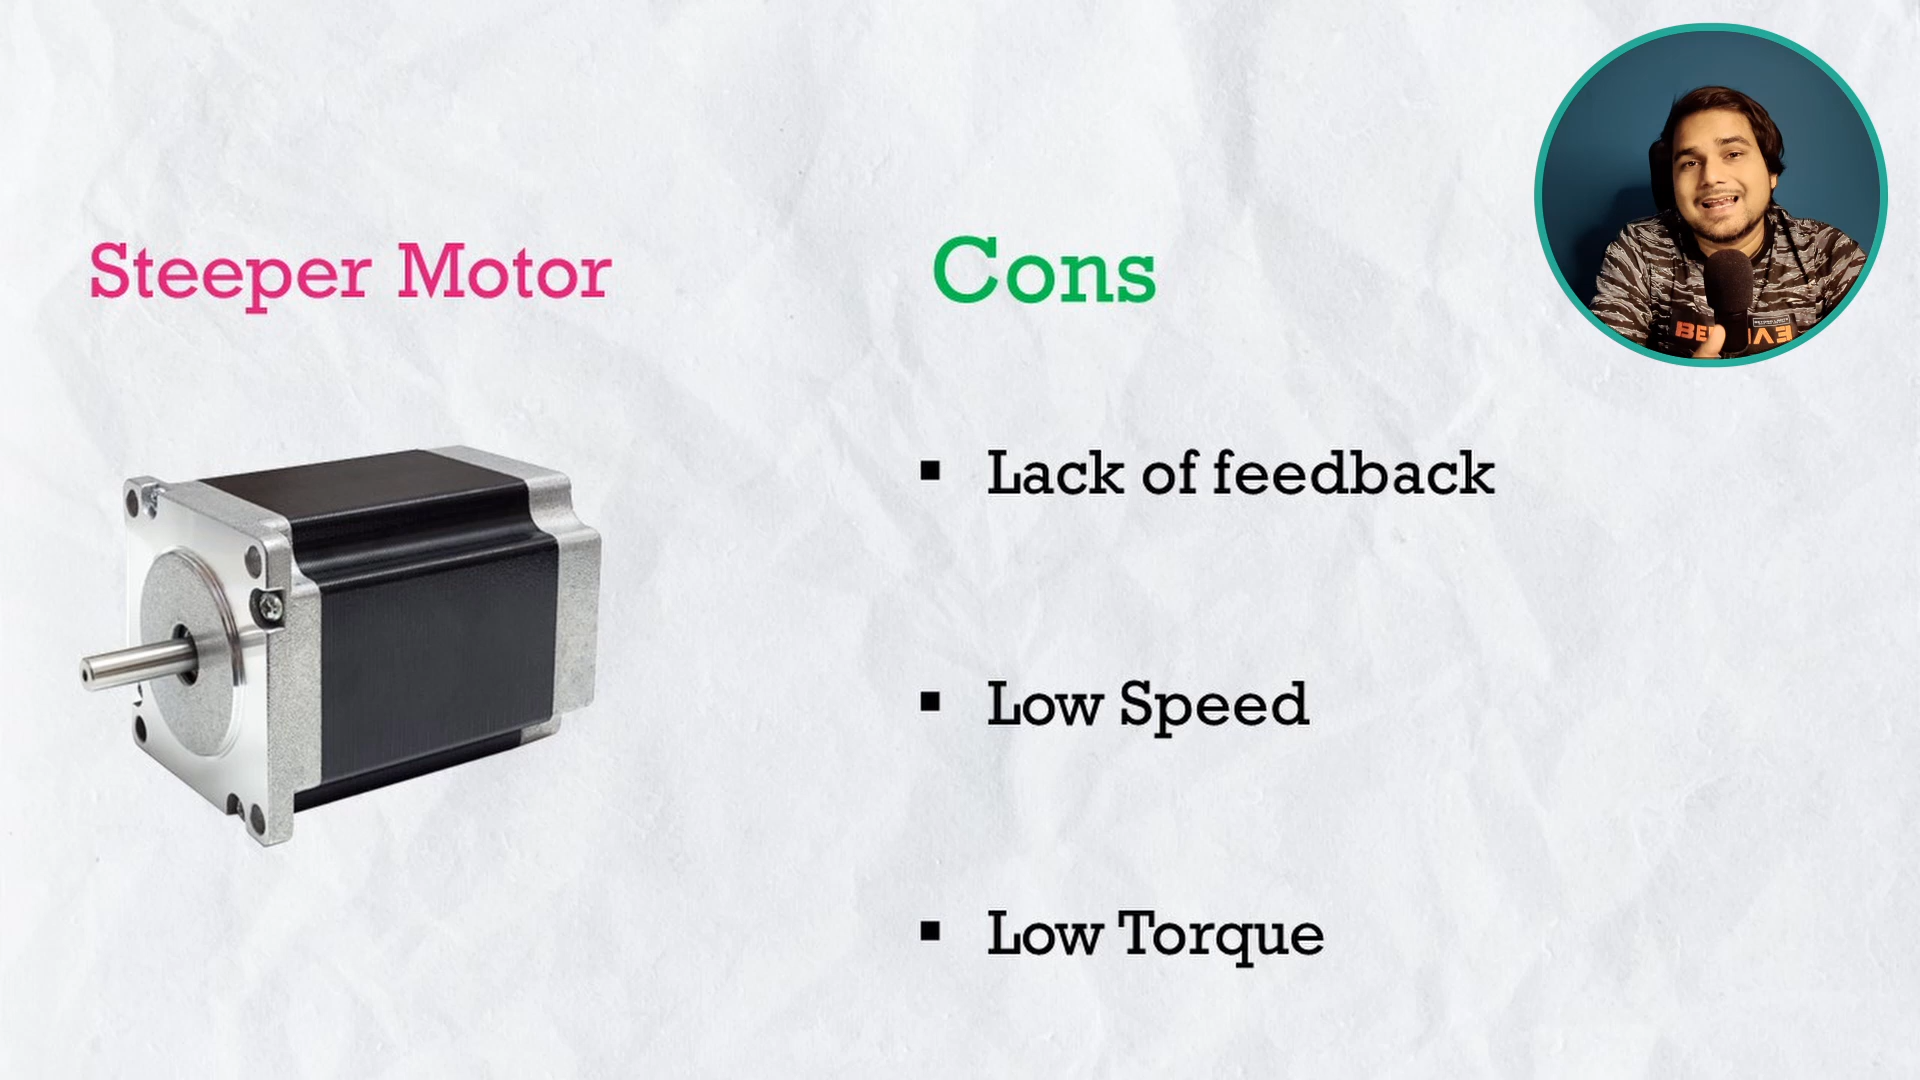 Steeper Motor
Cons
▪ Lack of feedback
▪ Low Speed
▪ Low Torque